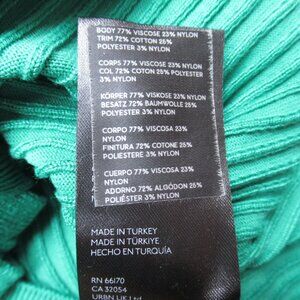 BODY 77% VISCOSE 23% NYLON
TRIM 72% COTTON 25%
POLYESTER 3% NYLON
CORPS 77% VISCOSE 23% NYLON
COL 72% COTON 25% POLYESTER
3% NYLON
KÖRPER 77% VISKOSE 23% NYLON
BESATZ 72% BAUMWOLLE 25%
POLYESTER 3% NYLON
CORPO 77% VISCOSA 23%
NYLON
FINITURA 72% COTONE 25%
POLIESTERE 3% NYLON
CUERPO 77% VISCOSA 23%
NYLON
ADORNO 72% ALGODÓN 25%
POLIÉSTER 3% NYLON
MADE IN TURKEY
MADE IN TÜRKIYE
HECHO EN TURQUÍA
RN 66170
CA 32054
URBN UK Ltd